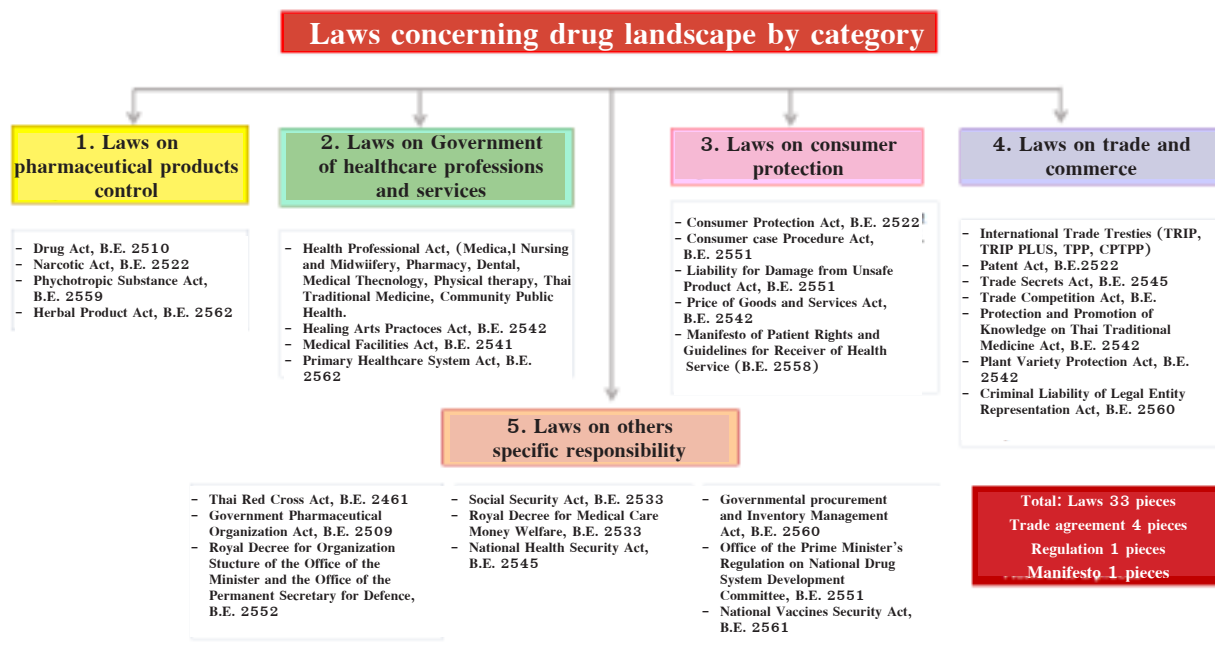 Laws concerning drug landscape by category
1. Laws on
pharmaceutical products
control
– Drug Act, B.E. 2510
– Narcotic Act, B.E. 2522
– Phychotropic Substance Act,
B.E. 2559
– Herbal Product Act, B.E. 2562
2. Laws on Government
of healthcare professions
and services
– Health Professional Act, (Medica,l Nursing
and Midwiifery, Pharmacy, Dental,
Medical Thecnology, Physical therapy, Thai
Traditional Medicine, Community Public
Health.
– Healing Arts Practoces Act, B.E. 2542
– Medical Facilities Act, B.E. 2541
– Primary Healthcare System Act, B.E.
2562
3. Laws on consumer
protection
– Consumer Protection Act, B.E. 2522
– Consumer case Procedure Act,
B.E. 2551
– Liability for Damage from Unsafe
Product Act, B.E. 2551
– Price of Goods and Services Act,
B.E. 2542
– Manifesto of Patient Rights and
Guidelines for Receiver of Health
Service (B.E. 2558)
4. Laws on trade and
commerce
– International Trade Tresties (TRIP,
TRIP PLUS, TPP, CPTPP)
– Patent Act, B.E.2522
– Trade Secrets Act, B.E. 2545
– Trade Competition Act, B.E.
– Protection and Promotion of
Knowledge on Thai Traditional
Medicine Act, B.E. 2542
– Plant Variety Protection Act, B.E.
2542
– Criminal Liability of Legal Entity
Representation Act, B.E. 2560
5. Laws on others
specific responsibility
– Thai Red Cross Act, B.E. 2461
– Government Pharmaceutical
Organization Act, B.E. 2509
– Royal Decree for Organization
Stucture of the Office of the
Minister and the Office of the
Permanent Secretary for Defence,
B.E. 2552
– Social Security Act, B.E. 2533
– Royal Decree for Medical Care
Money Welfare, B.E. 2533
– National Health Security Act,
B.E. 2545
– Governmental procurement
and Inventory Management
Act, B.E. 2560
– Office of the Prime Minister's
Regulation on National Drug
System Development
Committee, B.E. 2551
– National Vaccines Security Act,
B.E. 2561
Total: Laws 33 pieces
Trade agreement 4 pieces
Regulation 1 pieces
Manifesto 1 pieces